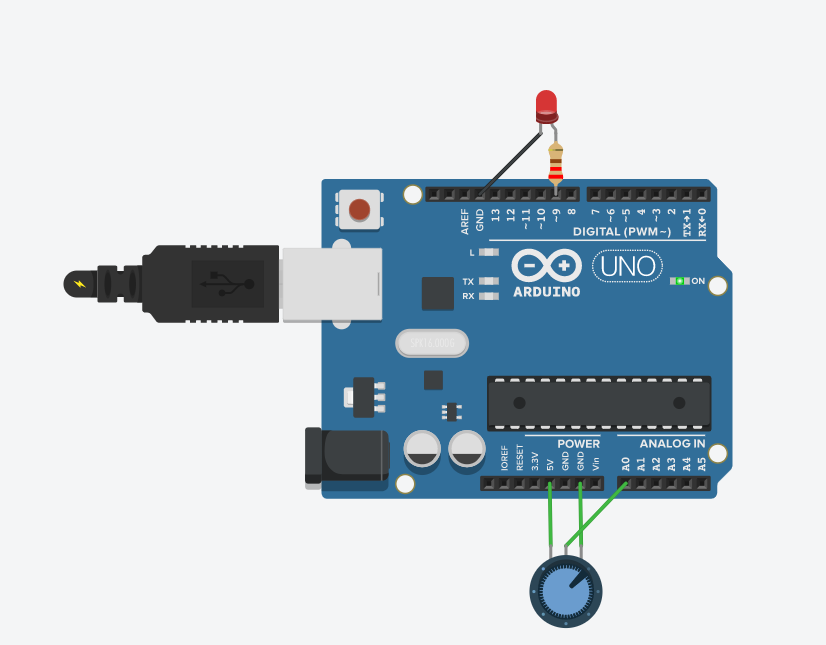 AREF
GND
13
12
~11
~10
~9
8
7
~6
~5
4
~3
2
TX→1
RX←0
DIGITAL (PWM~)
L
TX
RX
UNO
ARDUINO
ON
POWER
ANALOG IN
IOREF
RESET
3.3V
5V
GND
GND
Vin
A0
A1
A2
A3
A4
A5